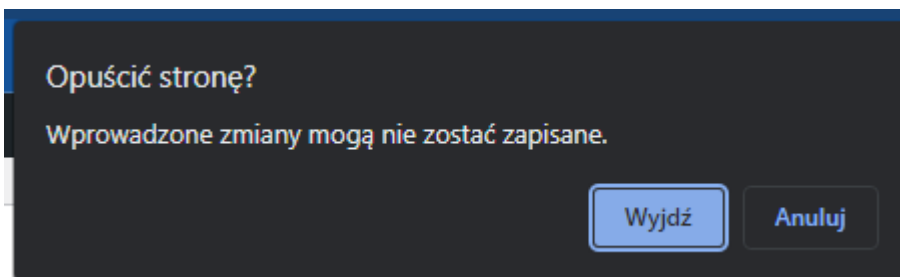 Opuścić stronę?
Wprowadzone zmiany mogą nie zostać zapisane.
Wyjdź Anuluj